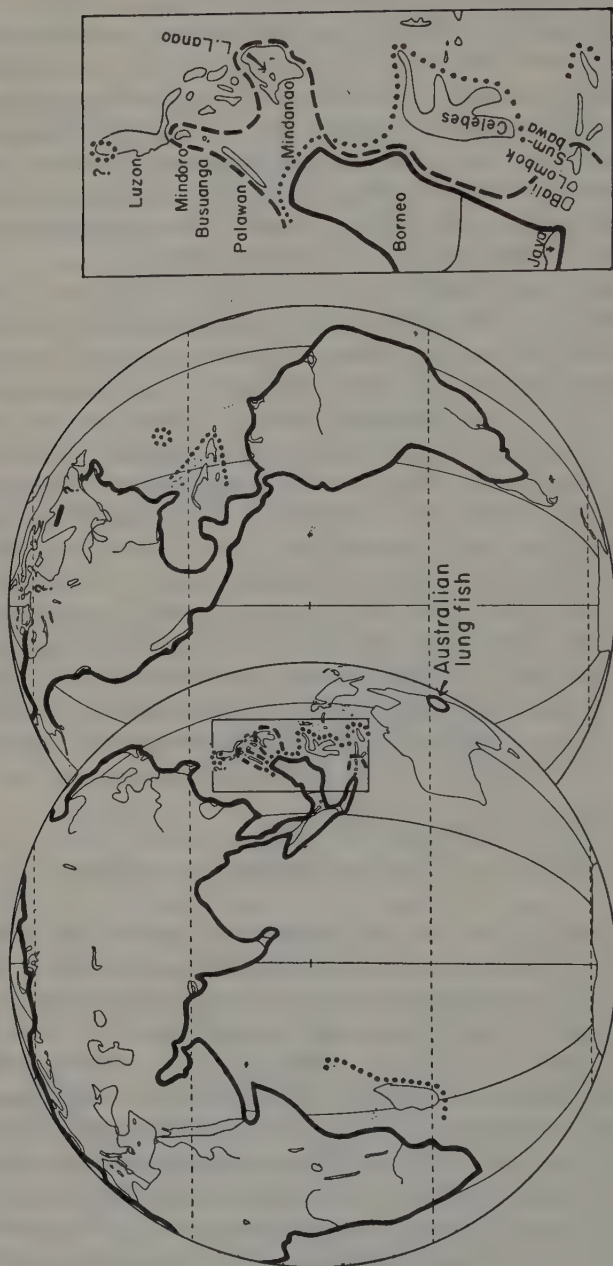 L. Lanao
?
Luzon
Mindoro
Busuanga
Palawan
Mindanao
Celebes
Borneo
Sum-
bawa
Lombok
Bali
Java
?
Australian
lung fish